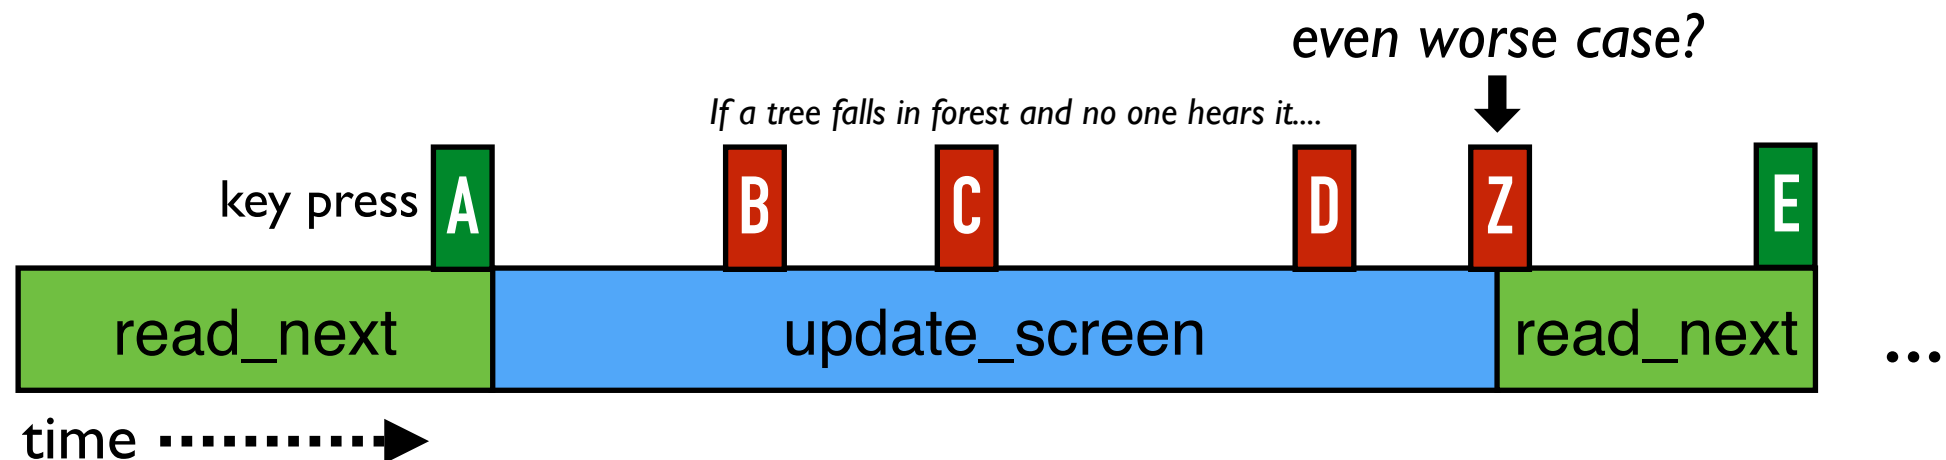 even worse case?
If a tree falls in forest and no one hears it....
key press A B C D Z E
read_next update_screen read_next ...
time